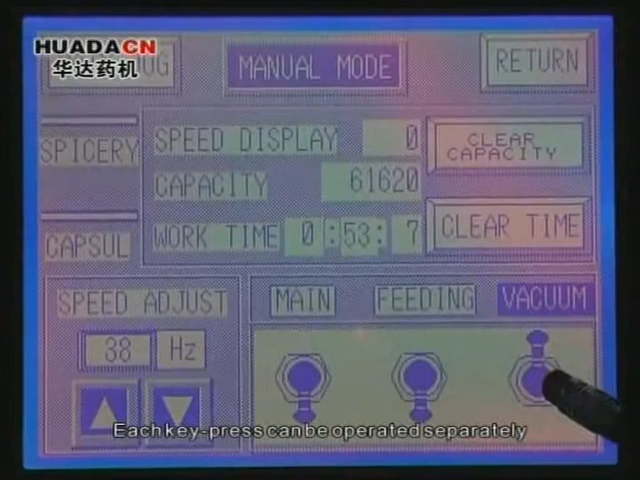 HUADACN
华达药机
UG
MANUAL MODE
RETURN
SPICERY
SPEED DISPLAY 0
CLEAR
CAPACITY
CAPACITY 61620
CAPSUL
WORK TIME 0:53: 7
CLEAR TIME
SPEED ADJUST
MAIN
FEEDING
VACUUM
38 Hz
Each key-press can be operated separately